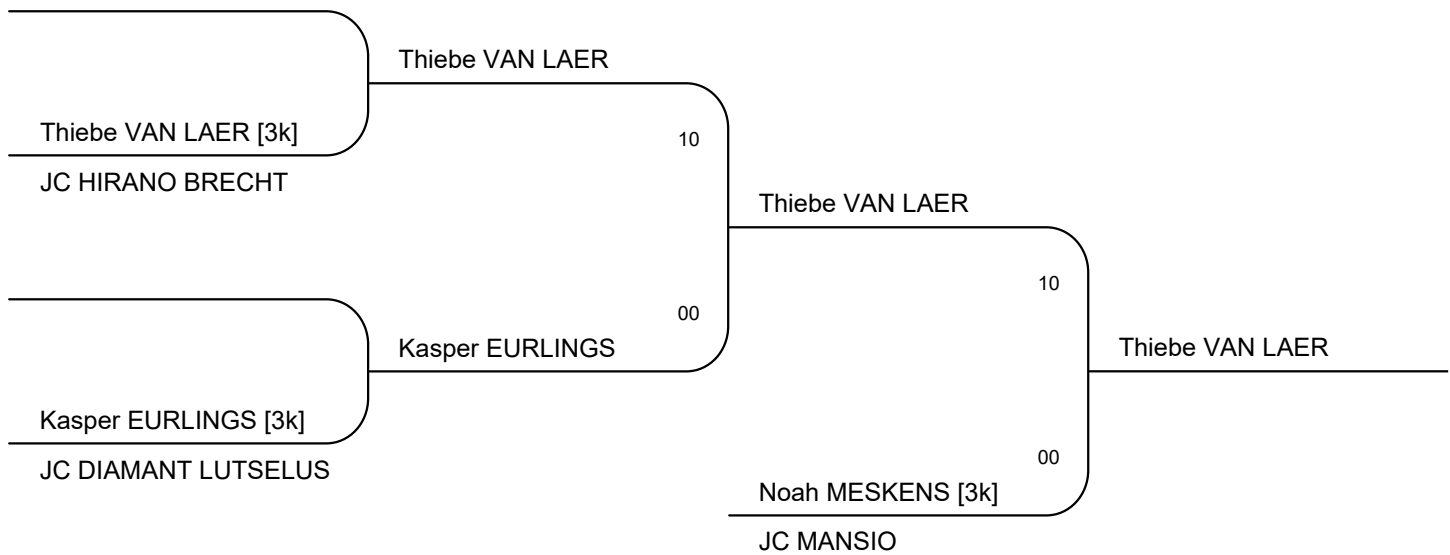 Thiebe VAN LAER
Thiebe VAN LAER [3k]
10
JC HIRANO BRECHT
Thiebe VAN LAER
10
00
Kasper EURLINGS
Thiebe VAN LAER
Kasper EURLINGS [3k]
00
JC DIAMANT LUTSELUS
Noah MESKENS [3k]
JC MANSIO